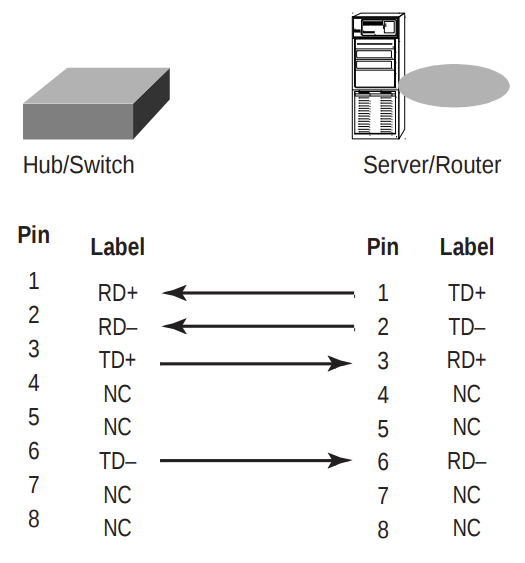 Hub/Switch Server/Router
Pin Label Pin Label
1 RD+ 1 TD+
2 RD– 2 TD–
3 TD+ 3 RD+
4 NC 4 NC
5 NC 5 NC
6 TD– 6 RD–
7 NC 7 NC
8 NC 8 NC